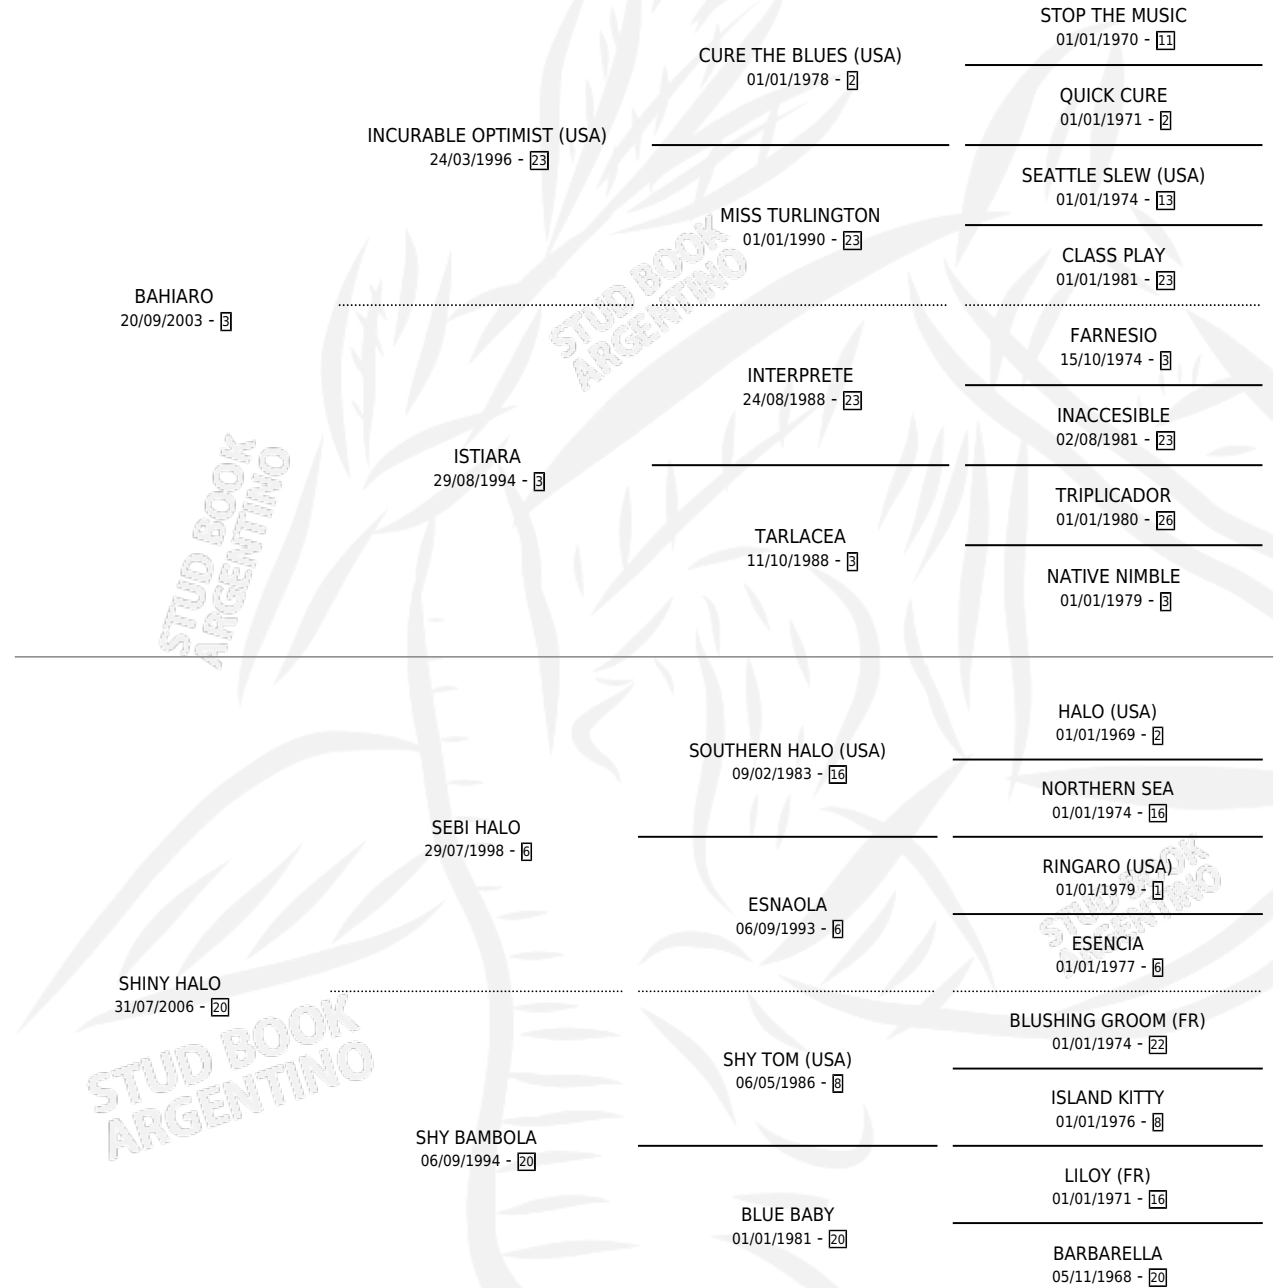 STOP THE MUSIC
01/01/1970 - 11
CURE THE BLUES (USA)
01/01/1978 - 2
QUICK CURE
01/01/1971 - 2
INCURABLE OPTIMIST (USA)
24/03/1996 - 23
SEATTLE SLEW (USA)
01/01/1974 - 13
MISS TURLINGTON
01/01/1990 - 23
CLASS PLAY
01/01/1981 - 23
BAHIARO
20/09/2003 - 3
STUD BOOK
ARGENTINO
FARNESIO
15/10/1974 - 3
INTERPRETE
24/08/1988 - 23
INACCESIBLE
02/08/1981 - 23
ISTIARA
29/08/1994 - 3
TRIPLICADOR
01/01/1980 - 26
TARLACEA
11/10/1988 - 3
NATIVE NIMBLE
01/01/1979 - 3
STUD BOOK
ARGENTINO
HALO (USA)
01/01/1969 - 2
SOUTHERN HALO (USA)
09/02/1983 - 16
NORTHERN SEA
01/01/1974 - 16
SEBI HALO
29/07/1998 - 6
RINGARO (USA)
01/01/1979 - 1
ESNAOLA
06/09/1993 - 6
STUD BOOK
ARGENTINO
ESENCIA
01/01/1977 - 6
SHINY HALO
31/07/2006 - 20
BLUSHING GROOM (FR)
01/01/1974 - 22
STUD BOOK
ARGENTINO
SHY TOM (USA)
06/05/1986 - 8
ISLAND KITTY
01/01/1976 - 8
SHY BAMBOLA
06/09/1994 - 20
LILOY (FR)
01/01/1971 - 16
BLUE BABY
01/01/1981 - 20
BARBARELLA
05/11/1968 - 20